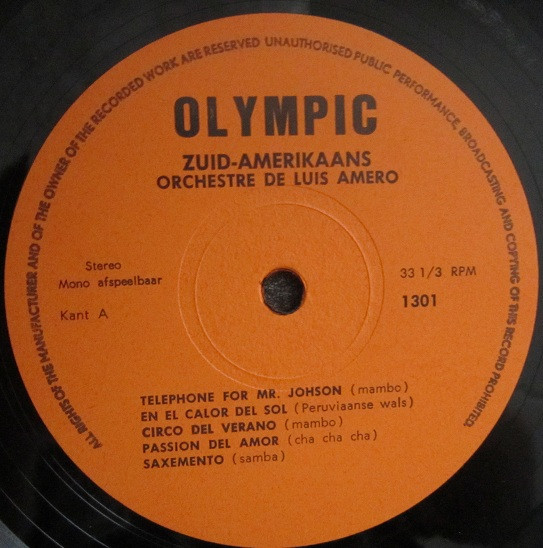 ALL RIGHTS OF THE MANUFACTURER AND OF THE OWNER OF THE RECORDED WORK ARE RESERVED UNAUTHORISED PUBLIC PERFORMANCE, BROADCASTING AND COPYING OF THIS RECORD PROHIBITED.
OLYMPIC
ZUID-AMERIKAANS
ORCHESTRE DE LUIS AMERO
Stereo
Mono afspeelbaar
Kant A
33 1/3 RPM
1301
TELEPHONE FOR MR. JOHSON (mambo)
EN EL CALOR DEL SOL (Peruviaanse wals)
CIRCO DEL VERANO (mambo)
PASSION DEL AMOR (cha cha cha)
SAXEMENTO (samba)